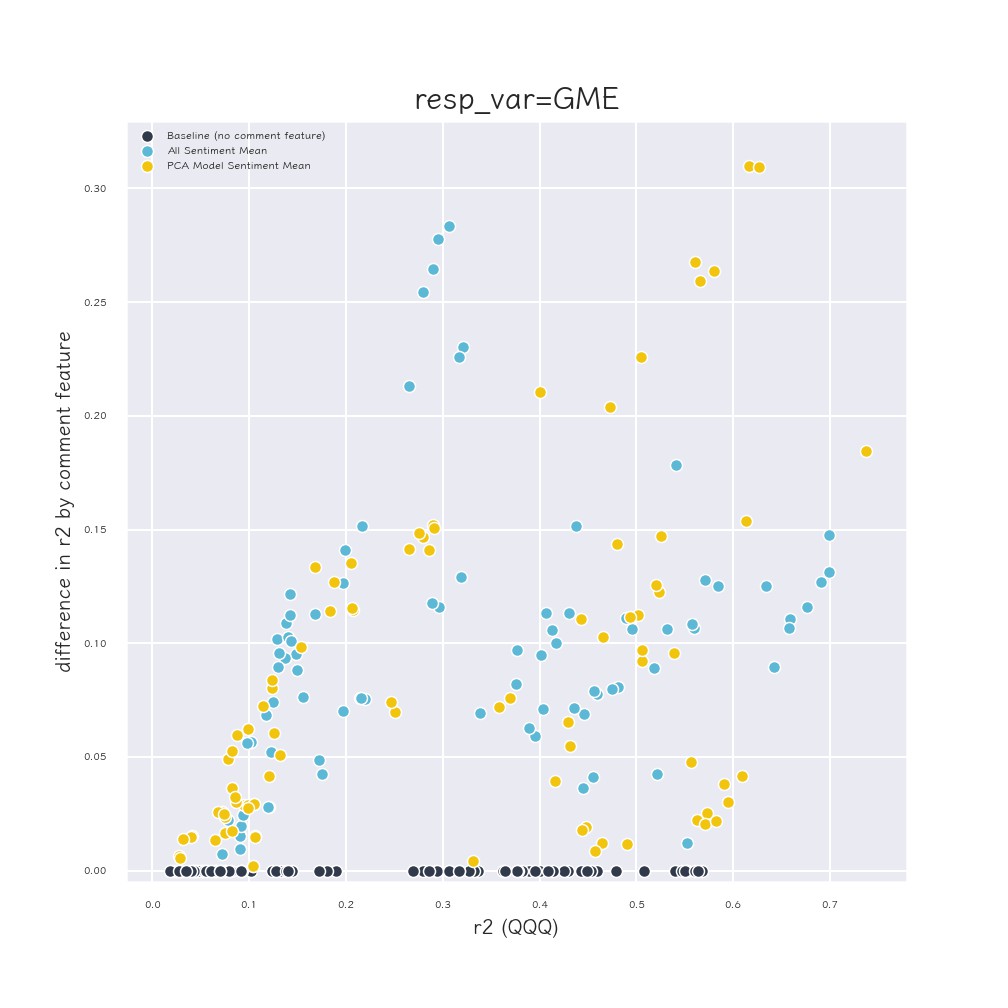 resp_var=GME
Baseline (no comment feature)
All Sentiment Mean
PCA Model Sentiment Mean
difference in r2 by comment feature
0.30
0.25
0.20
0.15
0.10
0.05
0.00
0.0 0.1 0.2 0.3 0.4 0.5 0.6 0.7
r2 (QQQ)